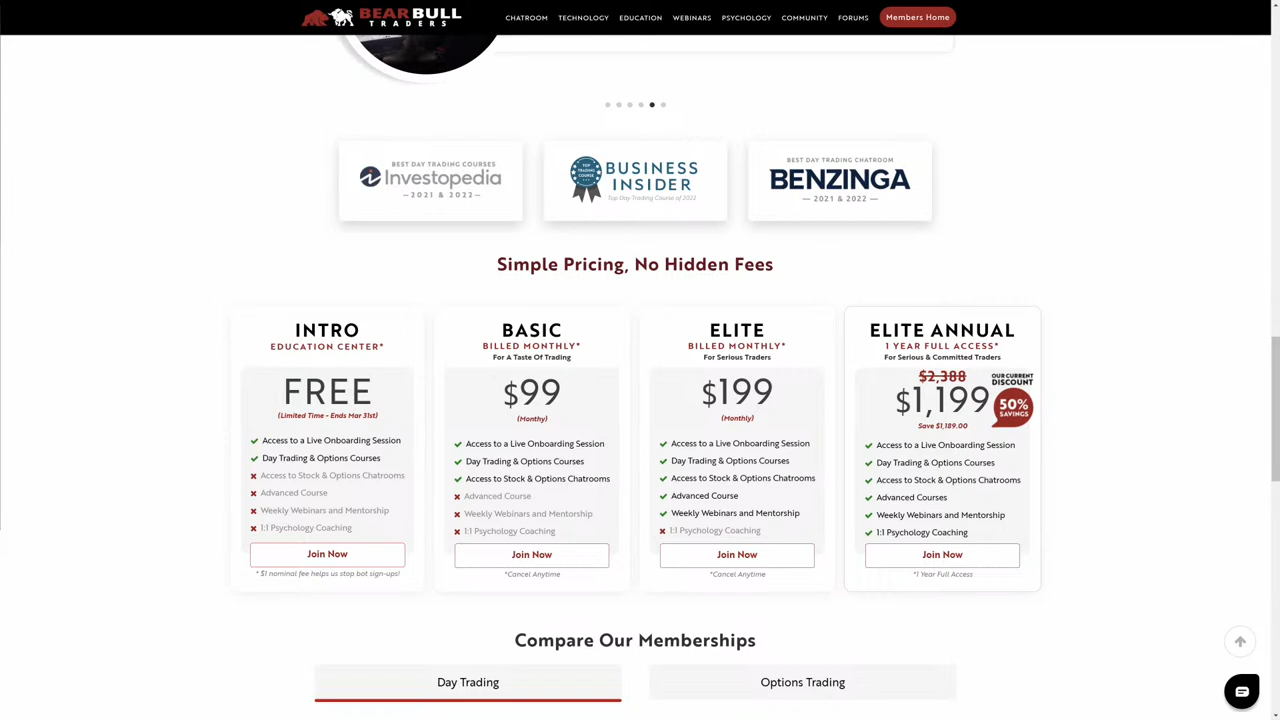 BEAR BULL
TRADERS
CHATROOM TECHNOLOGY EDUCATION WEBINARS PSYCHOLOGY COMMUNITY FORUMS Members Home
BEST DAY TRADING COURSES
Investopedia
—2021 & 2022—
TOP TRADING COURSE
BUSINESS
INSIDER
Top Day Trading Course of 2022
BEST DAY TRADING CHATROOM
BENZINGA
— 2021 & 2022 —
Simple Pricing, No Hidden Fees
INTRO
EDUCATION CENTER*
FREE
(Limited Time - Ends Mar 31st)
Access to a Live Onboarding Session
Day Trading & Options Courses
Access to Stock & Options Chatrooms
Advanced Course
Weekly Webinars and Mentorship
1:1 Psychology Coaching
Join Now
* $1 nominal fee helps us stop bot sign-ups!
BASIC
BILLED MONTHLY*
For A Taste Of Trading
$99
(Monthy)
Access to a Live Onboarding Session
Day Trading & Options Courses
Access to Stock & Options Chatrooms
Advanced Course
Weekly Webinars and Mentorship
1:1 Psychology Coaching
Join Now
*Cancel Anytime
ELITE
BILLED MONTHLY*
For Serious Traders
$199
(Monthly)
Access to a Live Onboarding Session
Day Trading & Options Courses
Access to Stock & Options Chatrooms
Advanced Course
Weekly Webinars and Mentorship
1:1 Psychology Coaching
Join Now
*Cancel Anytime
ELITE ANNUAL
1 YEAR FULL ACCESS*
For Serious & Committed Traders
$2,388
$1,199
Save $1,189.00
OUR CURRENT
DISCOUNT
50%
SAVINGS
Access to a Live Onboarding Session
Day Trading & Options Courses
Access to Stock & Options Chatrooms
Advanced Courses
Weekly Webinars and Mentorship
1:1 Psychology Coaching
Join Now
*1 Year Full Access
Compare Our Memberships
Day Trading
Options Trading